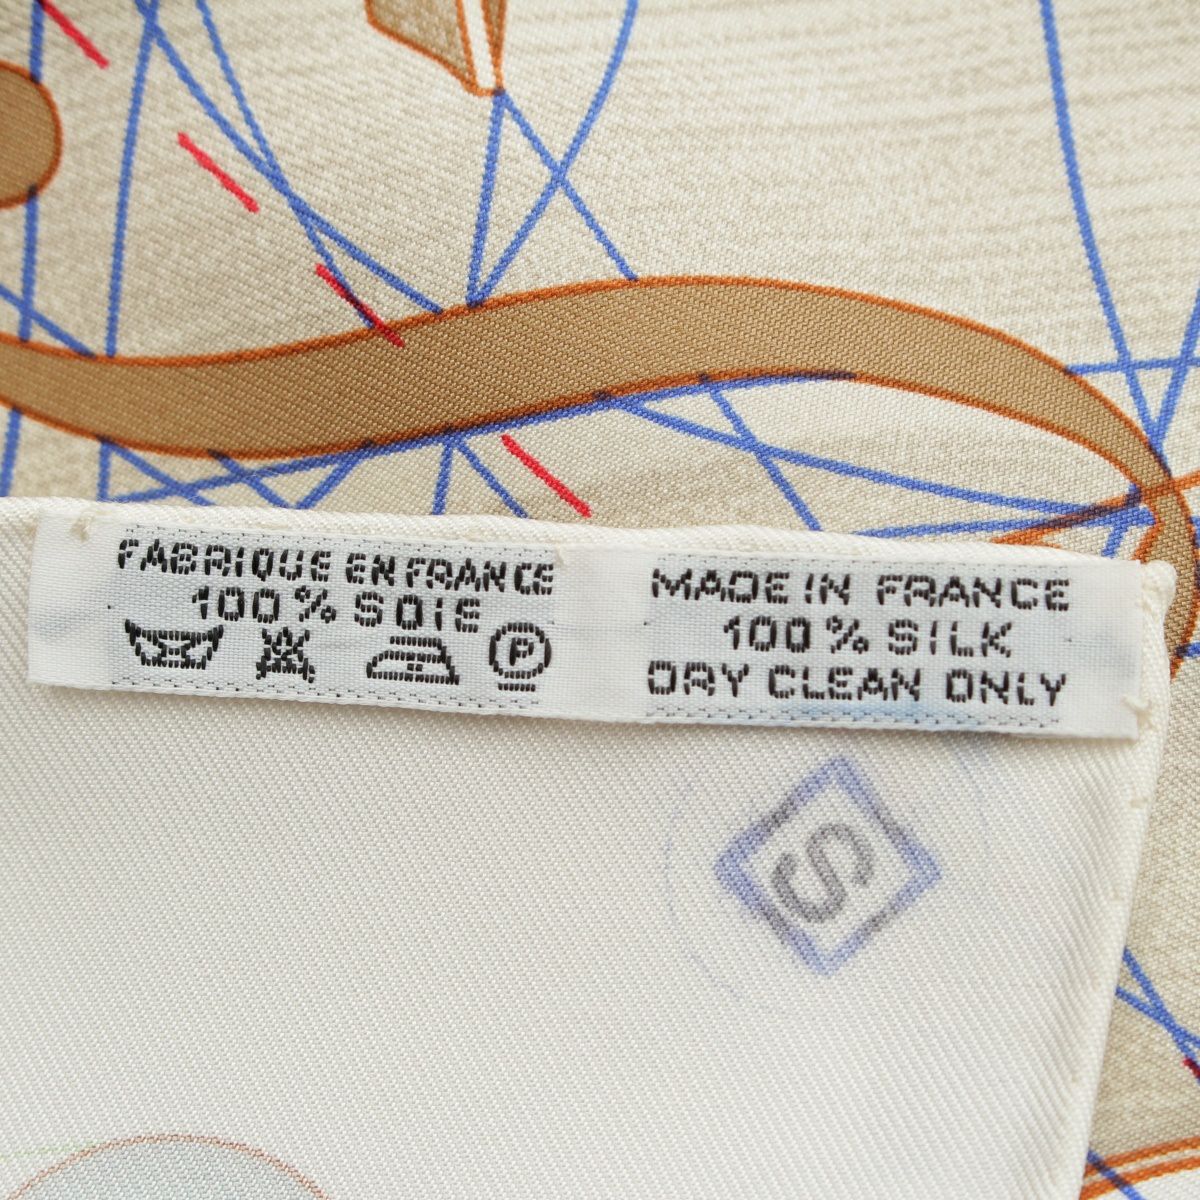 FABRIQUE EN FRANCE
100% SOIE
P
MADE IN FRANCE
100% SILK
DRY CLEAN ONLY
S